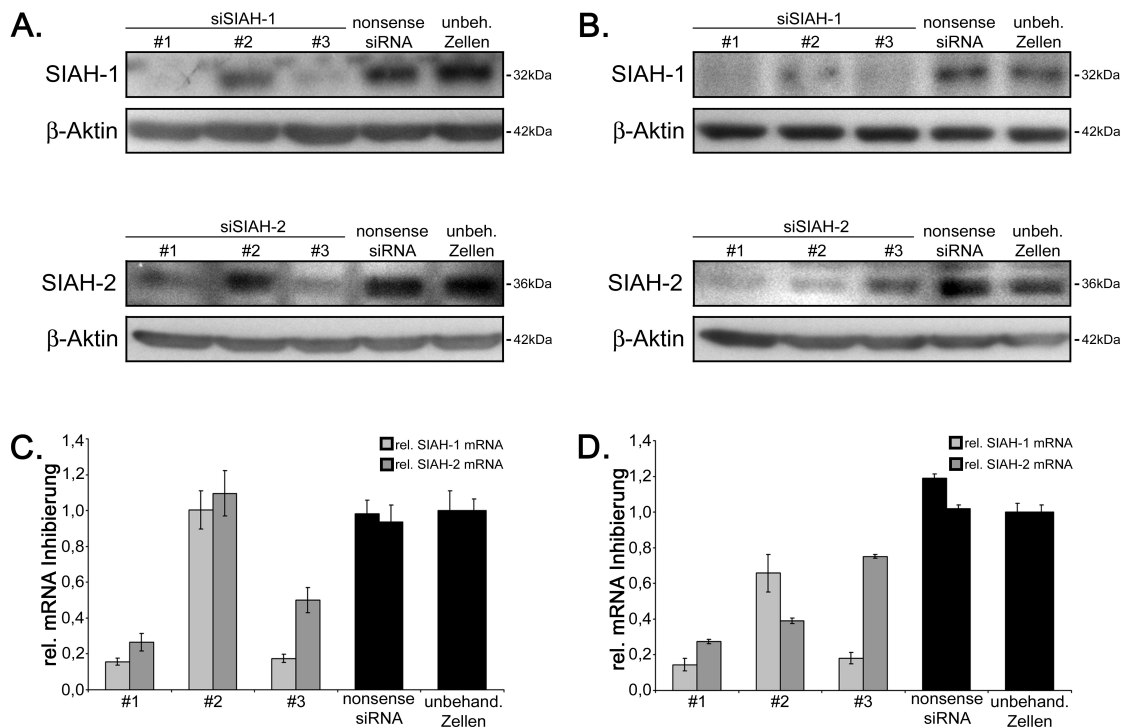 A.
siSIAH-1
nonsense
siRNA
unbeh.
Zellen
#1 #2 #3
SIAH-1
-32kDa
β-Aktin
-42kDa
siSIAH-2
nonsense
siRNA
unbeh.
Zellen
#1 #2 #3
SIAH-2
-36kDa
β-Aktin
-42kDa
B.
siSIAH-1
nonsense
siRNA
unbeh.
Zellen
#1 #2 #3
SIAH-1
-32kDa
β-Aktin
-42kDa
siSIAH-2
nonsense
siRNA
unbeh.
Zellen
#1 #2 #3
SIAH-2
-36kDa
β-Aktin
-42kDa
C.
rel. mRNA Inhibierung
1,4
1,2
1,0
0,8
0,6
0,4
0,2
0,0
rel. SIAH-1 mRNA
rel. SIAH-2 mRNA
#1 #2 #3 nonsense unbehand.
siRNA Zellen
D.
rel. mRNA Inhibierung
1,4
1,2
1,0
0,8
0,6
0,4
0,2
0,0
rel. SIAH-1 mRNA
rel. SIAH-2 mRNA
#1 #2 #3 nonsense unbehand.
siRNA Zellen